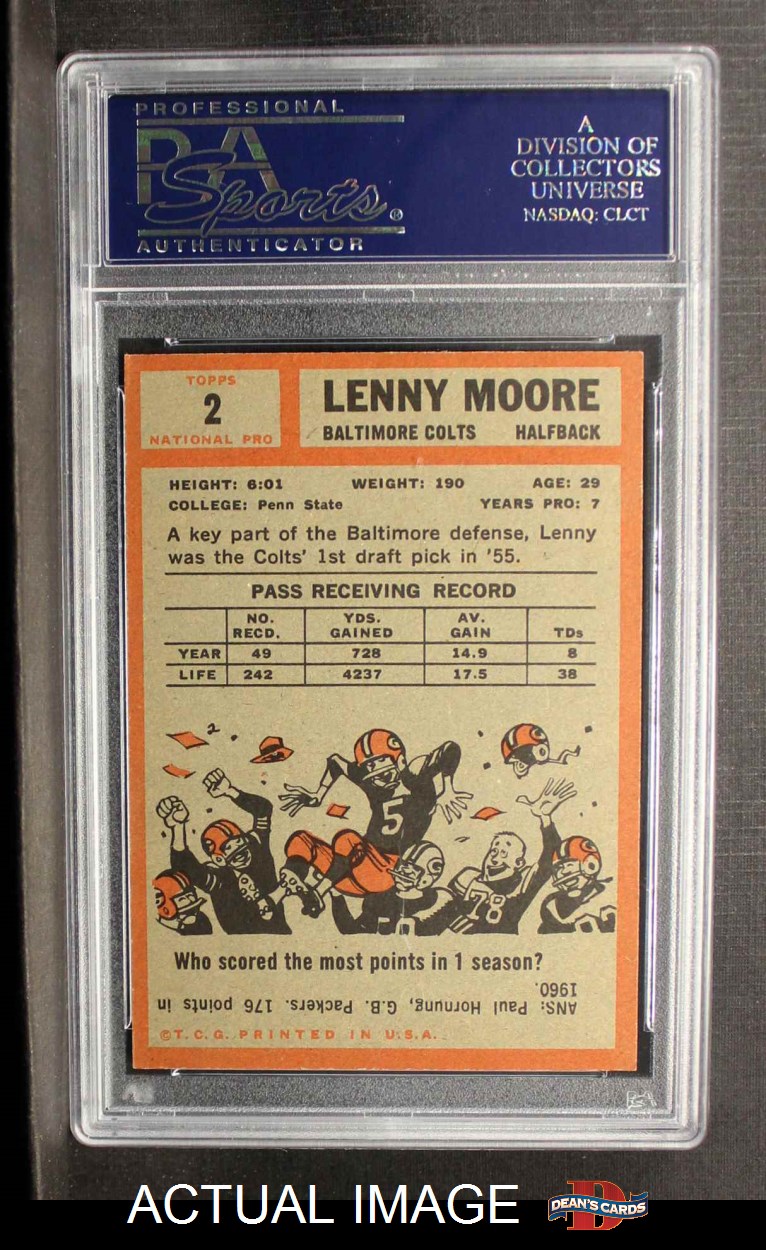 PROFESSIONAL
PSA
Sports®
AUTHENTICATOR
A
DIVISION OF
COLLECTORS
UNIVERSE
NASDAQ: CLCT
TOPPS
2
NATIONAL PRO
LENNY MOORE
BALTIMORE COLTS HALFBACK
HEIGHT: 6:01 WEIGHT: 190 AGE: 29
COLLEGE: Penn State YEARS PRO: 7
A key part of the Baltimore defense, Lenny
was the Colts' 1st draft pick in '55.
PASS RECEIVING RECORD
NO. RECD. YDS. GAINED AV. GAIN TDs
YEAR 49 728 14.9 8
LIFE 242 4237 17.5 38
5
78
Who scored the most points in 1 season?
ANS: Paul Hornung, G.B. Packers. 176 points in
1960.
©T.C.G. PRINTED IN U.S.A.
ACTUAL IMAGE
D
DEAN'S CARDS